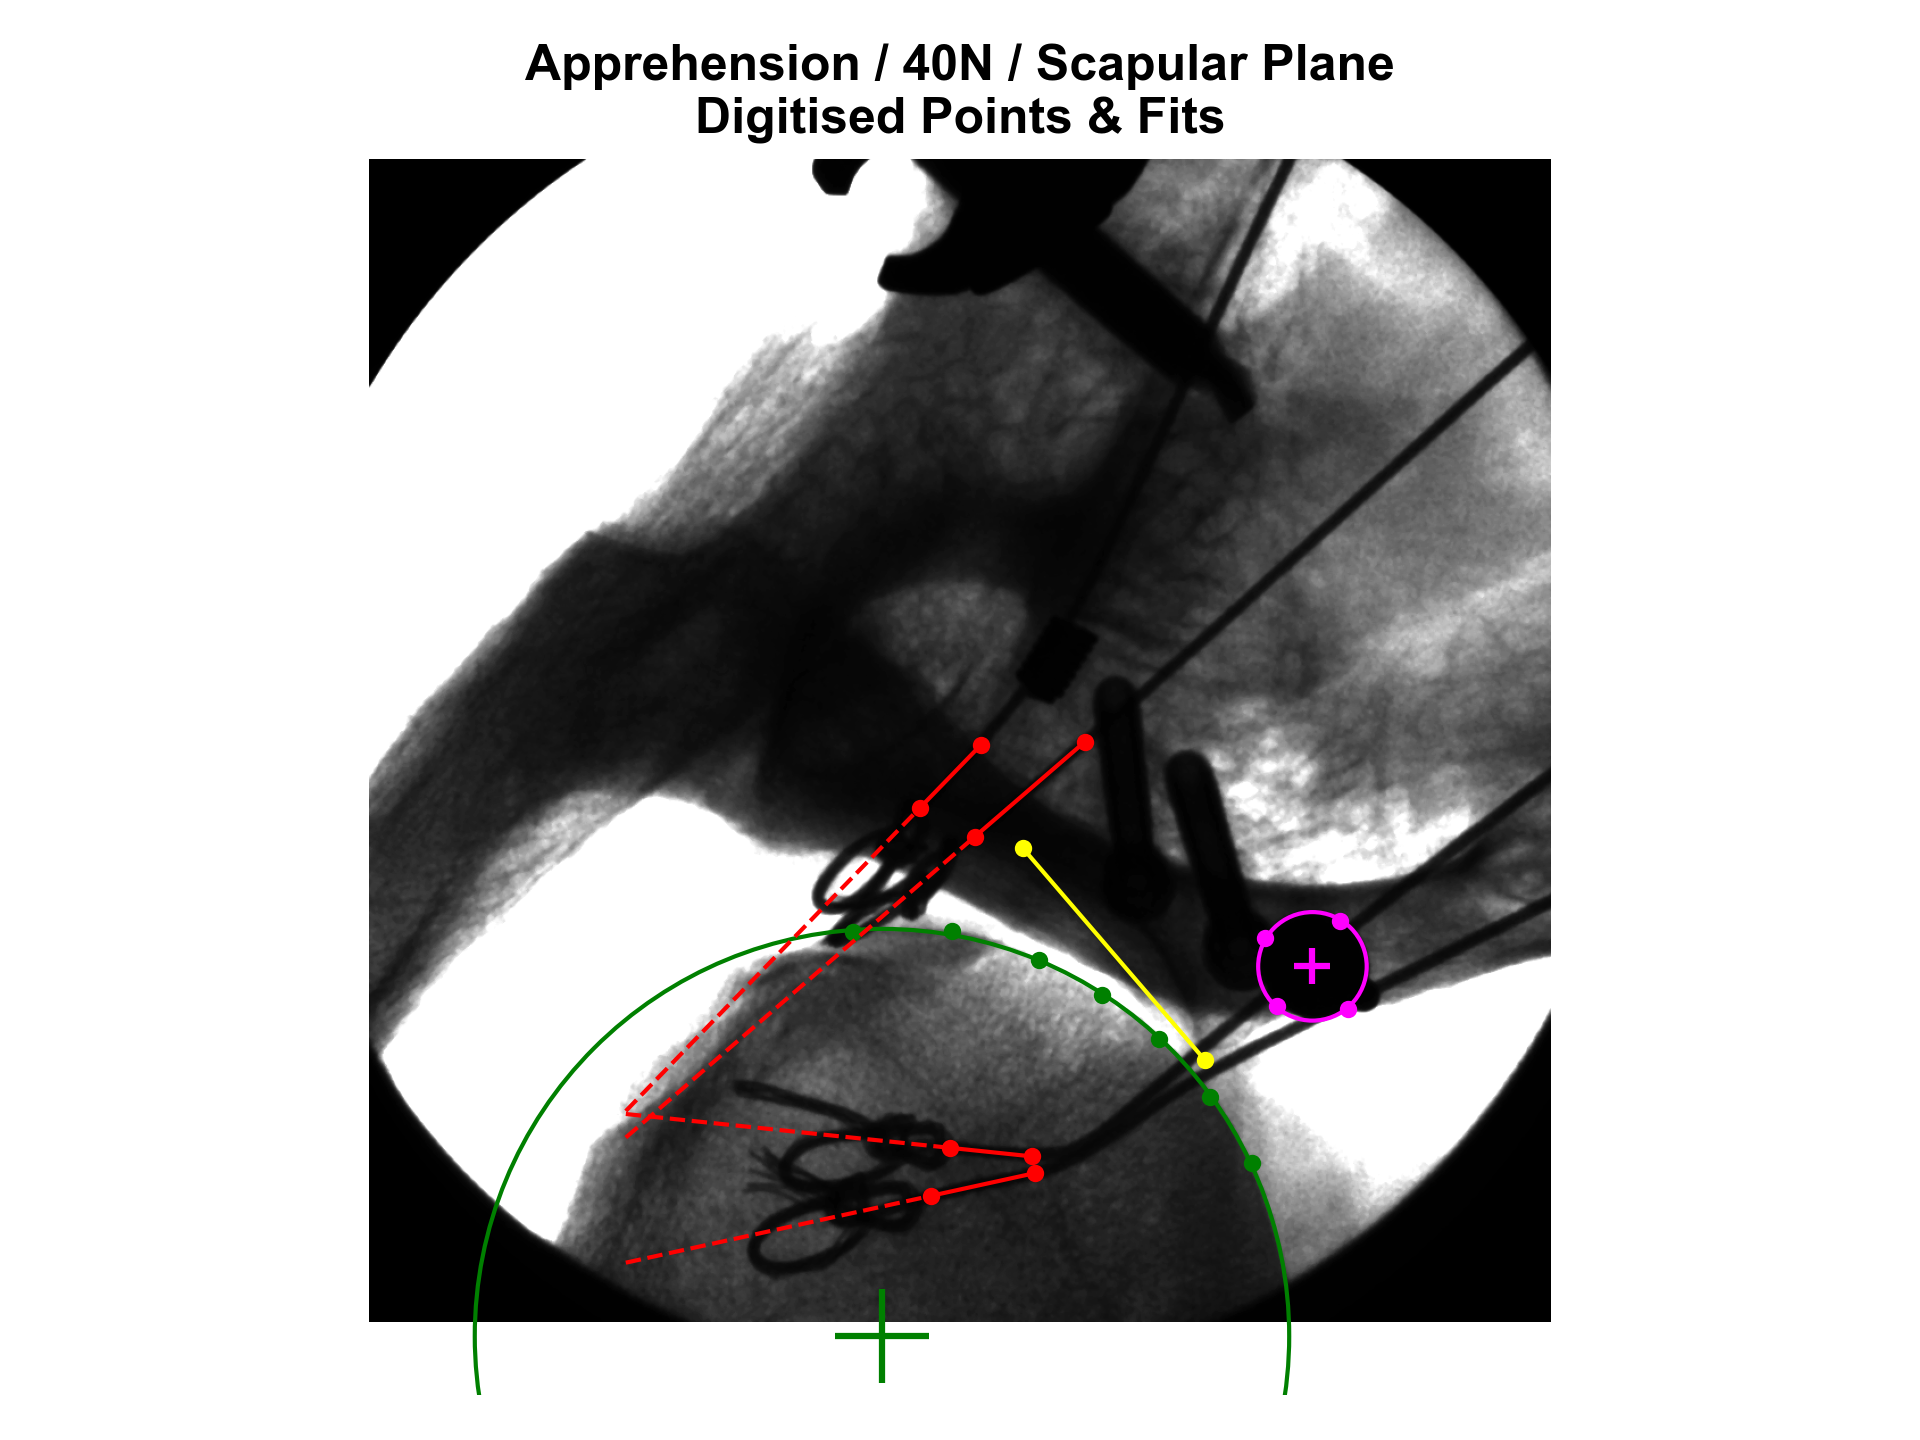 Apprehension / 40N / Scapular Plane
Digitised Points & Fits